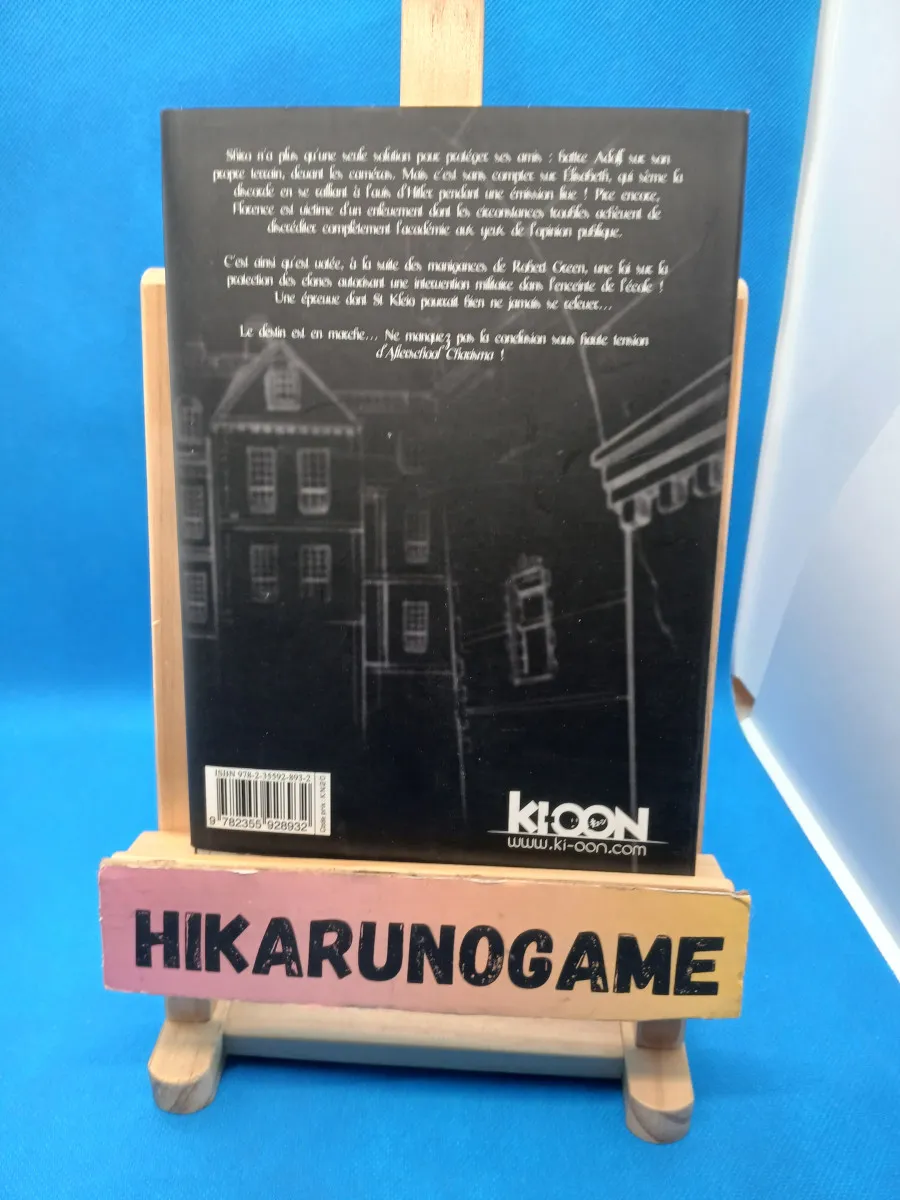 Shiro n'a plus qu'une seule solution pour protéger ses amis : battre Adolf sur son
propre terrain, devant les caméras. Mais c'est sans compter sur Elisabeth, qui sème la
discorde en se ralliant à l'avis d'Hitler pendant une émission live ! Pire encore,
Florence est victime d'un enlèvement dont les circonstances troubles achèvent de
discréditer complètement l'académie aux yeux de l'opinion publique.
C'est ainsi qu'est votée, à la suite des manigances de Robert Green, une loi sur la
protection des clones autorisant une intervention militaire dans l'enceinte de l'école !
Une épreuve dont St Kleio pourrait bien ne jamais se relever...
Le destin est en marche... Ne manquez pas la conclusion sous haute tension
d'Afterschool Charisma !
ISBN 978-2-35592-893-2
9 782355 928932
Code prix : KIN20
KI-OON
www.ki-oon.com
HIKARUNOGAME